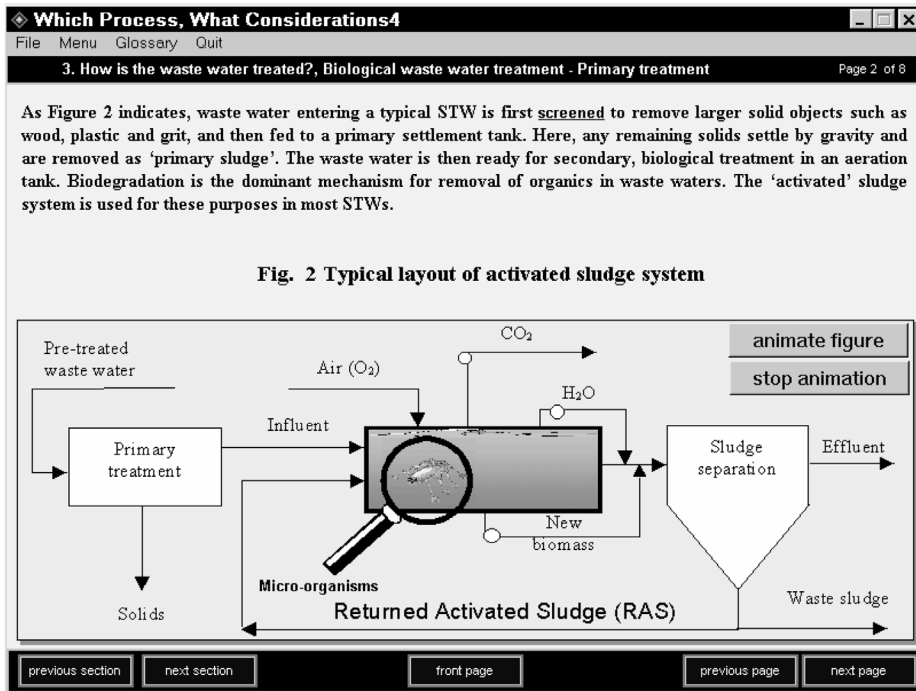 Which Process, What Considerations4
File Menu Glossary Quit
3. How is the waste water treated?, Biological waste water treatment - Primary treatment
Page 2 of 8
As Figure 2 indicates, waste water entering a typical STW is first screened to remove larger solid objects such as
wood, plastic and grit, and then fed to a primary settlement tank. Here, any remaining solids settle by gravity and
are removed as ‘primary sludge’. The waste water is then ready for secondary, biological treatment in an aeration
tank. Biodegradation is the dominant mechanism for removal of organics in waste waters. The ‘activated’ sludge
system is used for these purposes in most STWs.
Fig. 2 Typical layout of activated sludge system
animate figure
stop animation
Pre-treated
waste water
Air (O₂)
CO₂
H₂O
Influent
Primary
treatment
Sludge
separation
Effluent
New
biomass
Micro-organisms
Solids
Returned Activated Sludge (RAS)
Waste sludge
previous section
next section
front page
previous page
next page